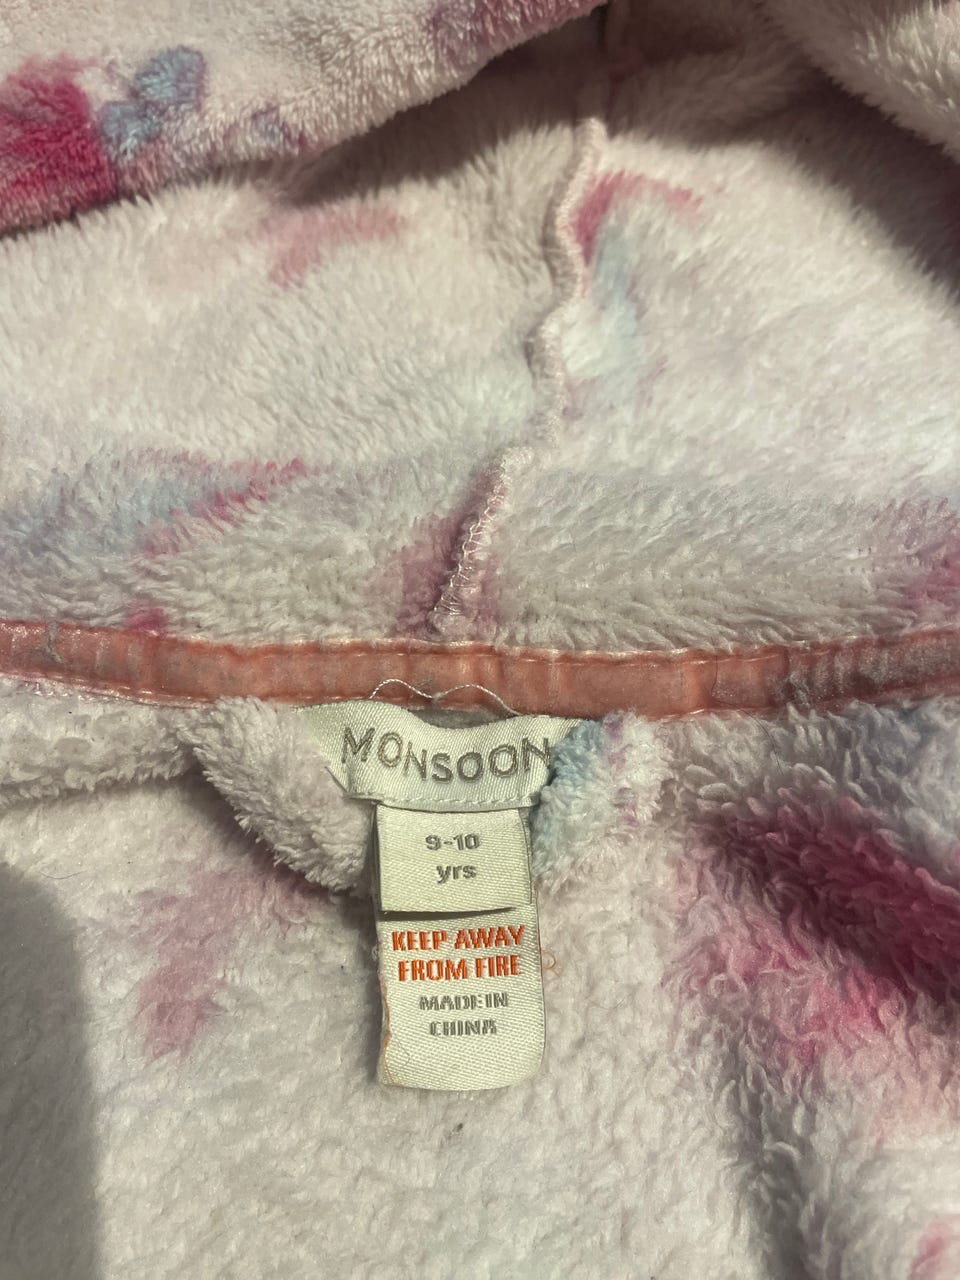 MONSOON
9-10
yrs
KEEP AWAY
FROM FIRE
MADE IN
CHINA